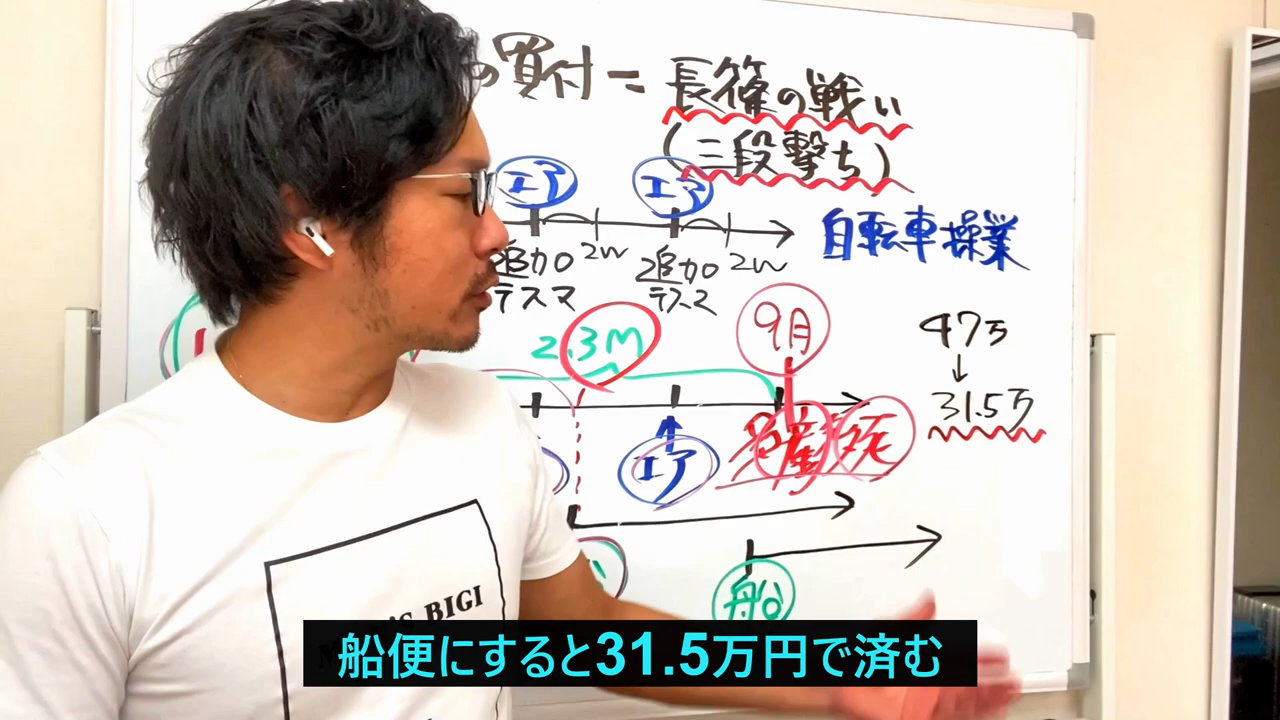 の買付=長篠の戦い
(三段撃ち)
エア エア
追加 2W 追加 2W
テスマ テスマ
自転車操業
2.3M 9月
47万
↓
31.5万
エア
船
BIGI
船便にすると31.5万円で済む